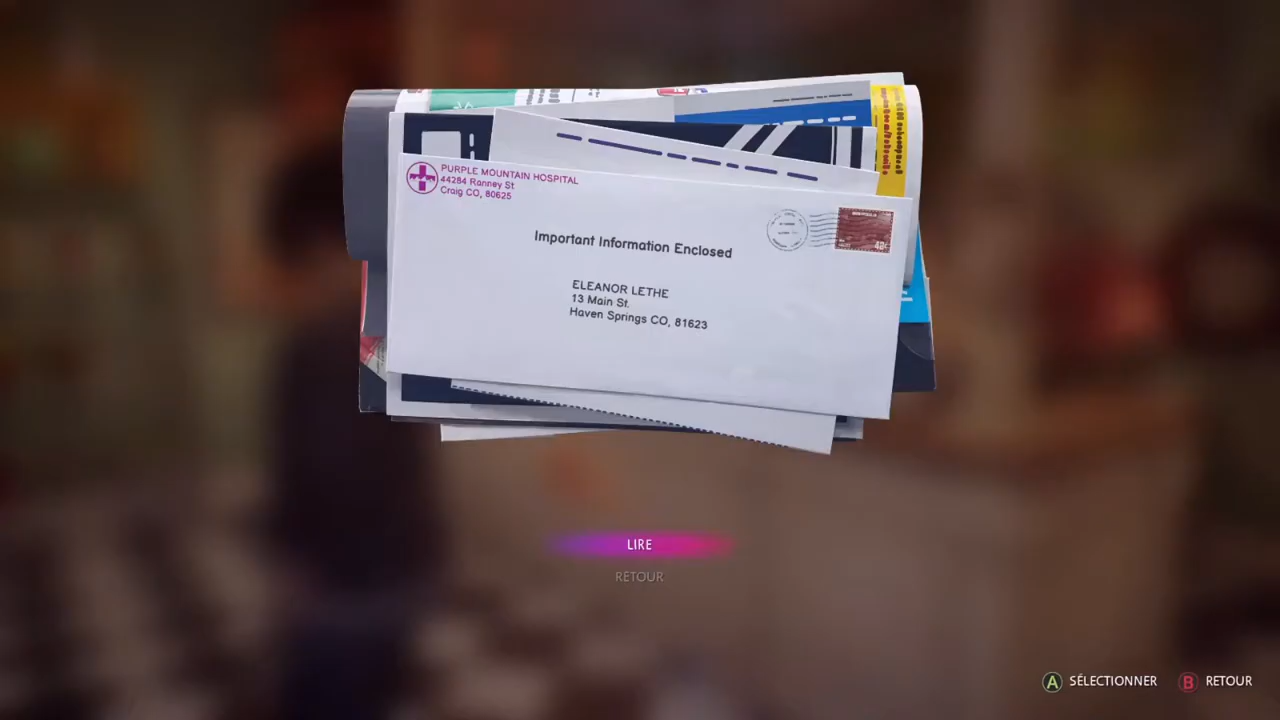 PURPLE MOUNTAIN HOSPITAL
44284 Ranney St
Craig CO, 80625
Important Information Enclosed
48¢
ELEANOR LETHE
13 Main St.
Haven Springs CO, 81623
LIRE
RETOUR
A SÉLECTIONNER B RETOUR